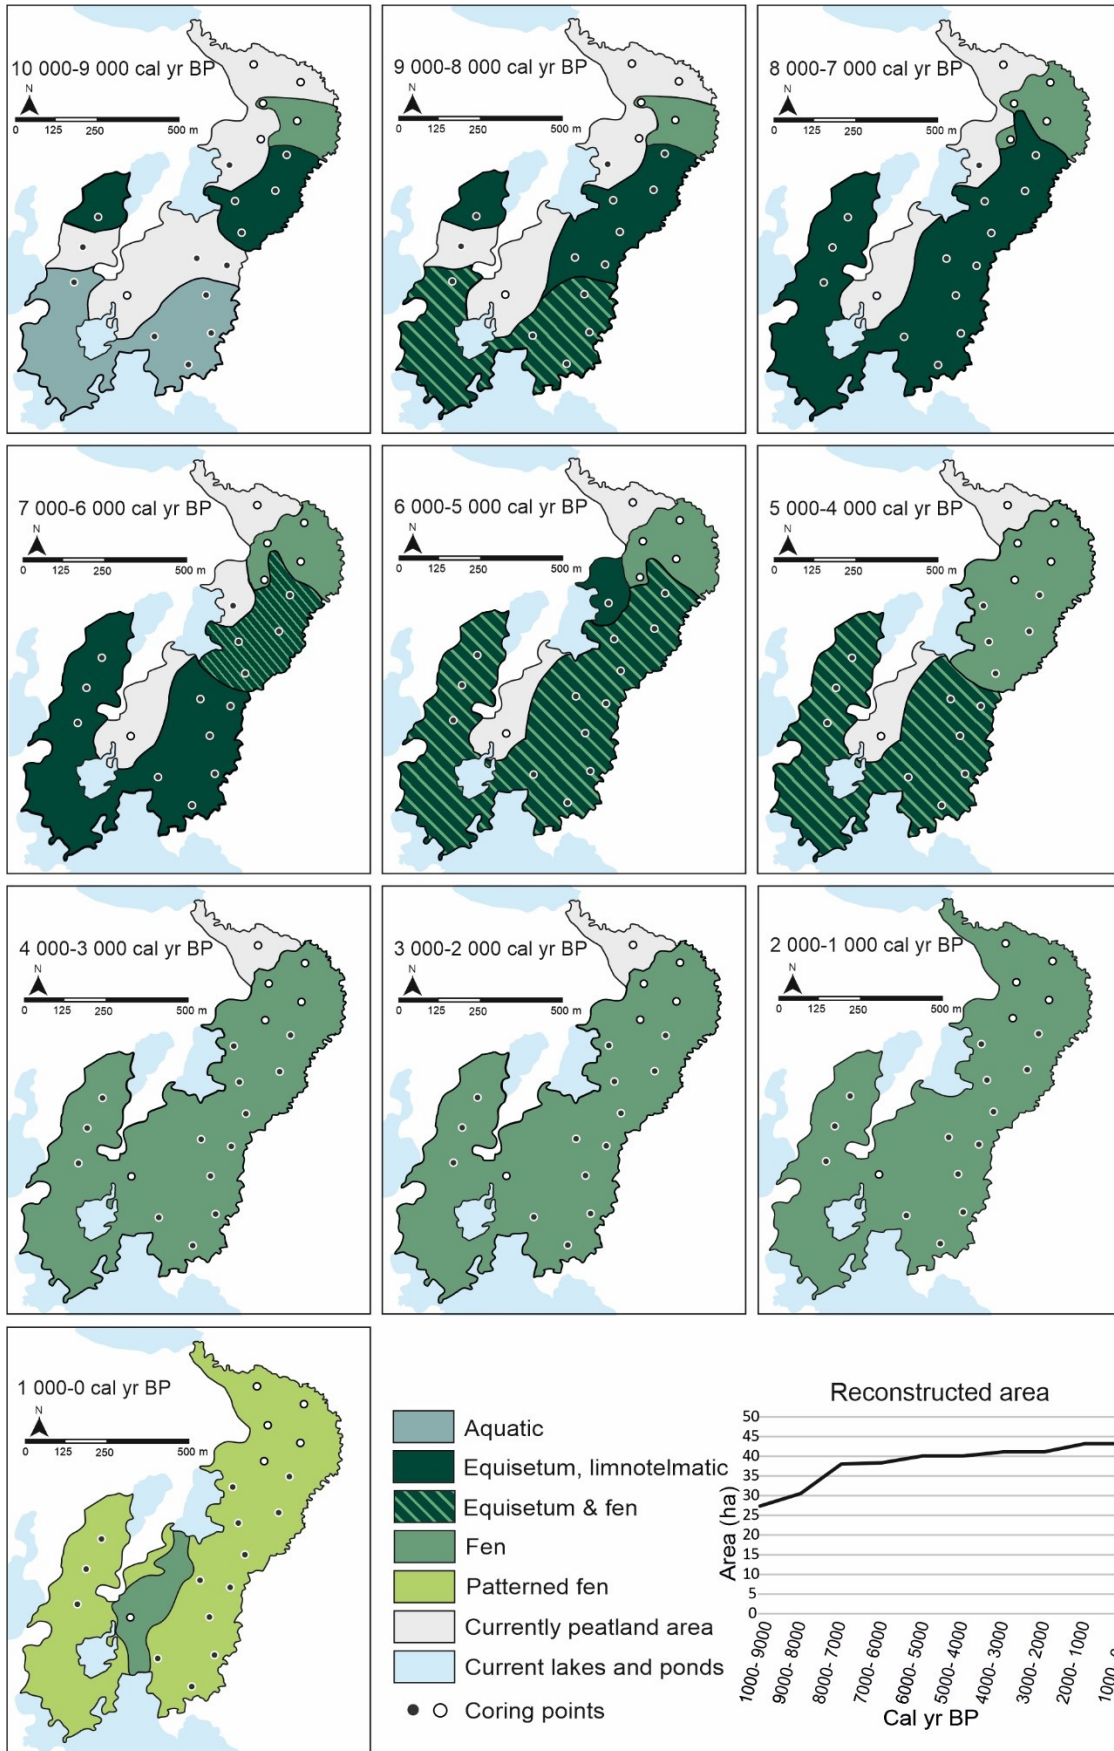 10 000-9 000 cal yr BP
N
0 125 250 500 m
9 000-8 000 cal yr BP
N
0 125 250 500 m
8 000-7 000 cal yr BP
N
0 125 250 500 m
7 000-6 000 cal yr BP
N
0 125 250 500 m
6 000-5 000 cal yr BP
N
0 125 250 500 m
5 000-4 000 cal yr BP
N
0 125 250 500 m
4 000-3 000 cal yr BP
N
0 125 250 500 m
3 000-2 000 cal yr BP
N
0 125 250 500 m
2 000-1 000 cal yr BP
N
0 125 250 500 m
1 000-0 cal yr BP
N
0 125 250 500 m
Aquatic
Equisetum, limnotelmatic
Equisetum & fen
Fen
Patterned fen
Currently peatland area
Current lakes and ponds
Coring points
Reconstructed area
Area (ha)
50
45
40
35
30
25
20
15
10
5
0
1000- 9000
9000- 8000
8000- 7000
7000- 6000
6000- 5000
5000- 4000
4000- 3000
3000- 2000
2000- 1000
1000- 0
Cal yr BP